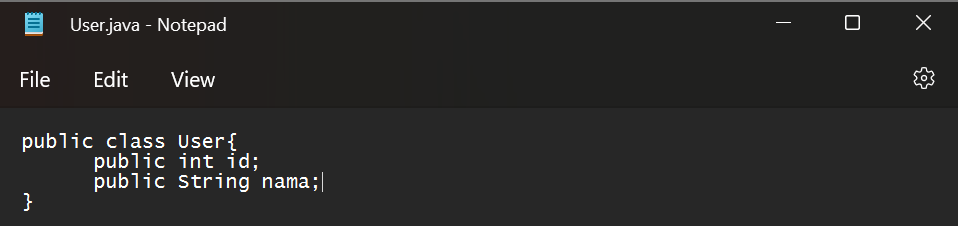 User.java - Notepad
File Edit View
public class User{
public int id;
public String nama;
}